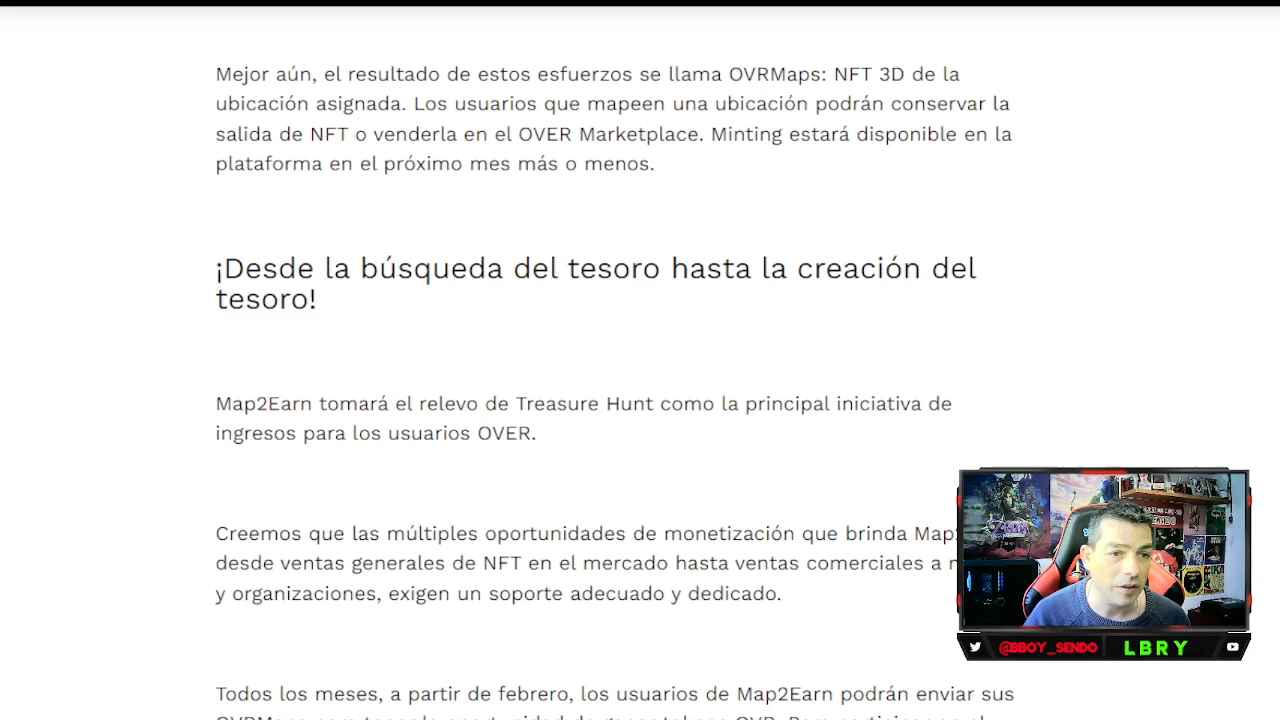 Mejor aún, el resultado de estos esfuerzos se llama OVRMaps: NFT 3D de la
ubicación asignada. Los usuarios que mapeen una ubicación podrán conservar la
salida de NFT o venderla en el OVER Marketplace. Minting estará disponible en la
plataforma en el próximo mes más o menos.
¡Desde la búsqueda del tesoro hasta la creación del
tesoro!
Map2Earn tomará el relevo de Treasure Hunt como la principal iniciativa de
ingresos para los usuarios OVER.
Creemos que las múltiples oportunidades de monetización que brinda Map
desde ventas generales de NFT en el mercado hasta ventas comerciales a
y organizaciones, exigen un soporte adecuado y dedicado.
Todos los meses, a partir de febrero, los usuarios de Map2Earn podrán enviar sus
@BBOY_SENDO
LBRY